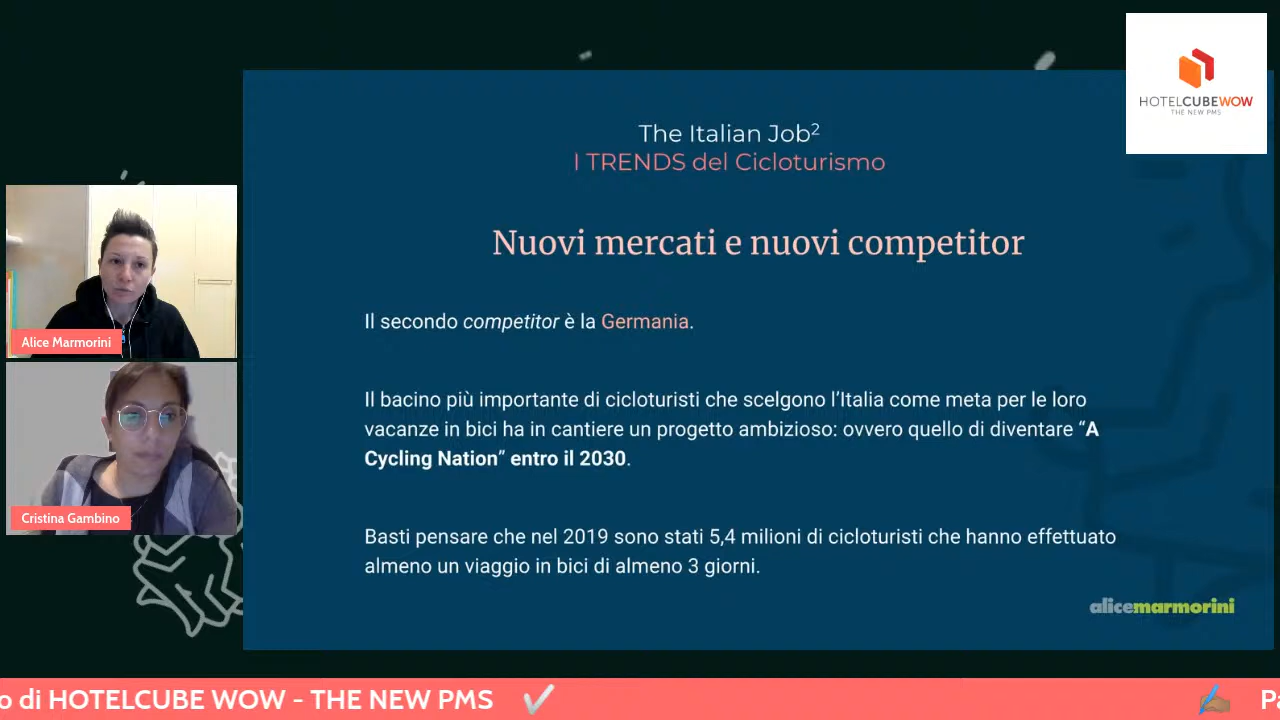 HOTELCUBEWOW
THE NEW PMS
The Italian Job²
I TRENDS del Cicloturismo
Nuovi mercati e nuovi competitor
Il secondo competitor è la Germania.
Il bacino più importante di cicloturisti che scelgono l'Italia come meta per le loro
vacanze in bici ha in cantiere un progetto ambizioso: ovvero quello di diventare “A
Cycling Nation” entro il 2030.
Basti pensare che nel 2019 sono stati 5,4 milioni di cicloturisti che hanno effettuato
almeno un viaggio in bici di almeno 3 giorni.
alicemarmorini
Alice Marmorini
Cristina Gambino
o di HOTELCUBE WOW - THE NEW PMS